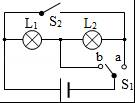 L₁ S₂ L₂
b a
S₁